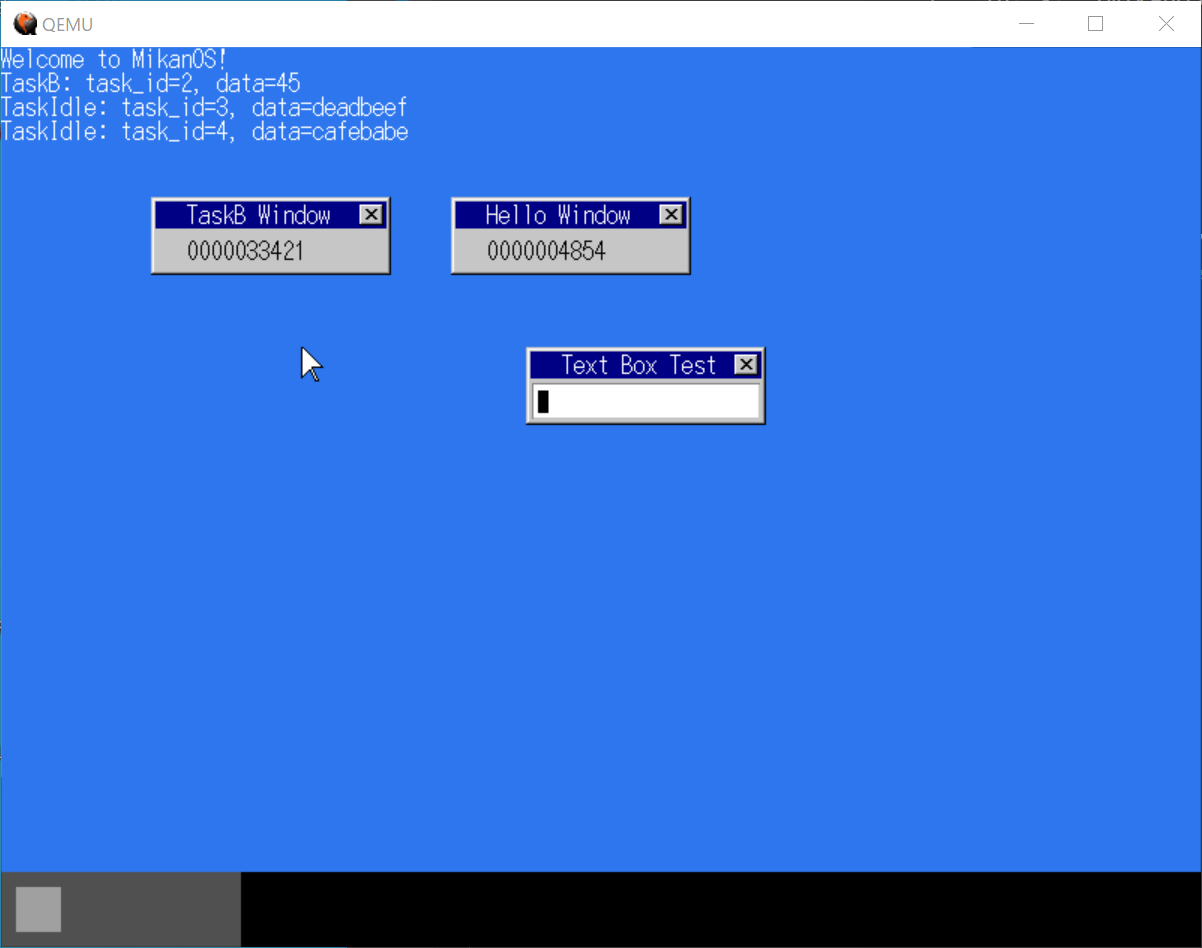 QEMU
Welcome to MikanOS!
TaskB: task_id=2, data=45
TaskIdle: task_id=3, data=deadbeef
TaskIdle: task_id=4, data=cafebabe
TaskB Window
0000033421
Hello Window
0000004854
Text Box Test